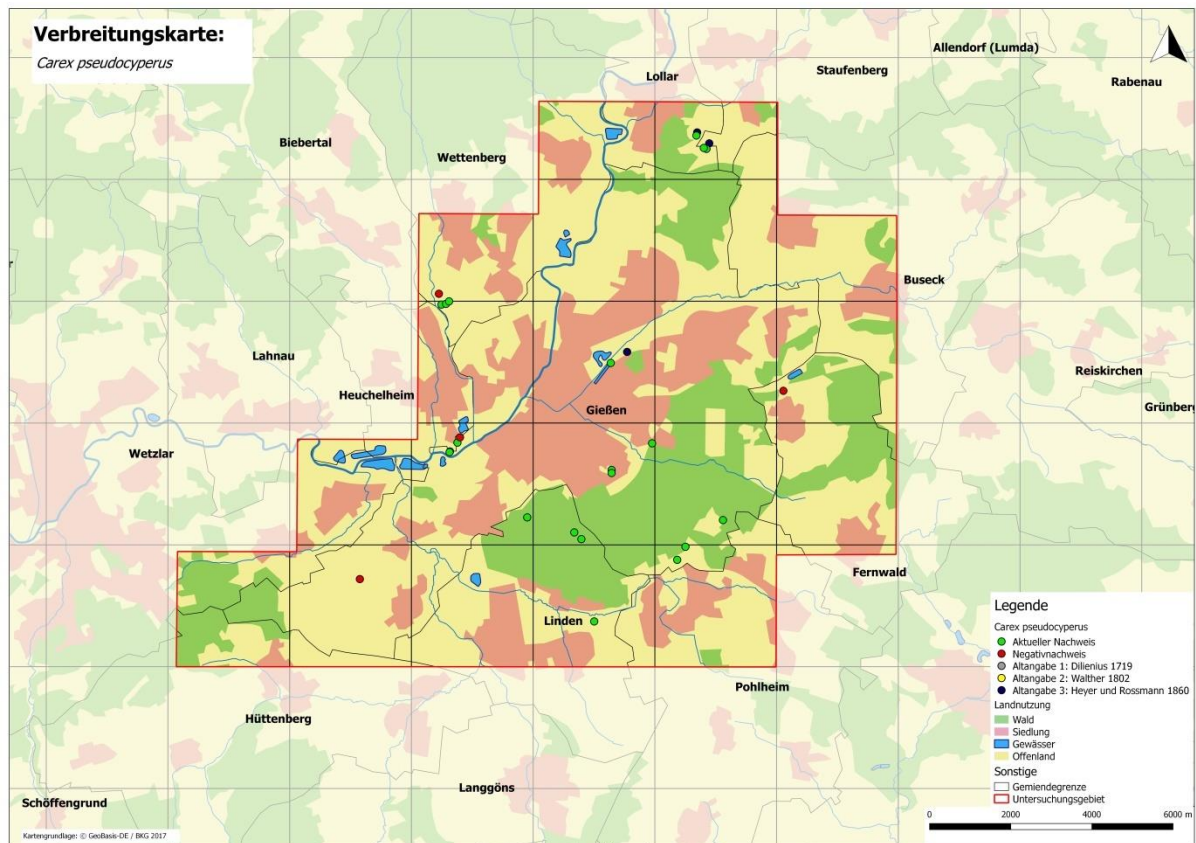 Verbreitungskarte:
Carex pseudocyperus
Allendorf (Lumda)
Lollar
Staufenberg
Rabenau
Biebertal
Wettenberg
Buseck
Lahnau
Reiskirchen
Heuchelheim
Gießen
Grünberg
Wetzlar
Fernwald
Linden
Pohlheim
Hüttenberg
Langgöns
Schöffengrund
Legende
Carex pseudocyperus
Aktueller Nachweis
Negativnachweis
Altangabe 1: Dilienius 1719
Altangabe 2: Walther 1802
Altangabe 3: Heyer und Rossmann 1860
Landnutzung
Wald
Siedlung
Gewässer
Offenland
Sonstige
Gemiendegrenze
Untersuchungsgebiet
0 2000 4000 6000 m
Kartengrundlage: © GeoBasis-DE / BKG 2017